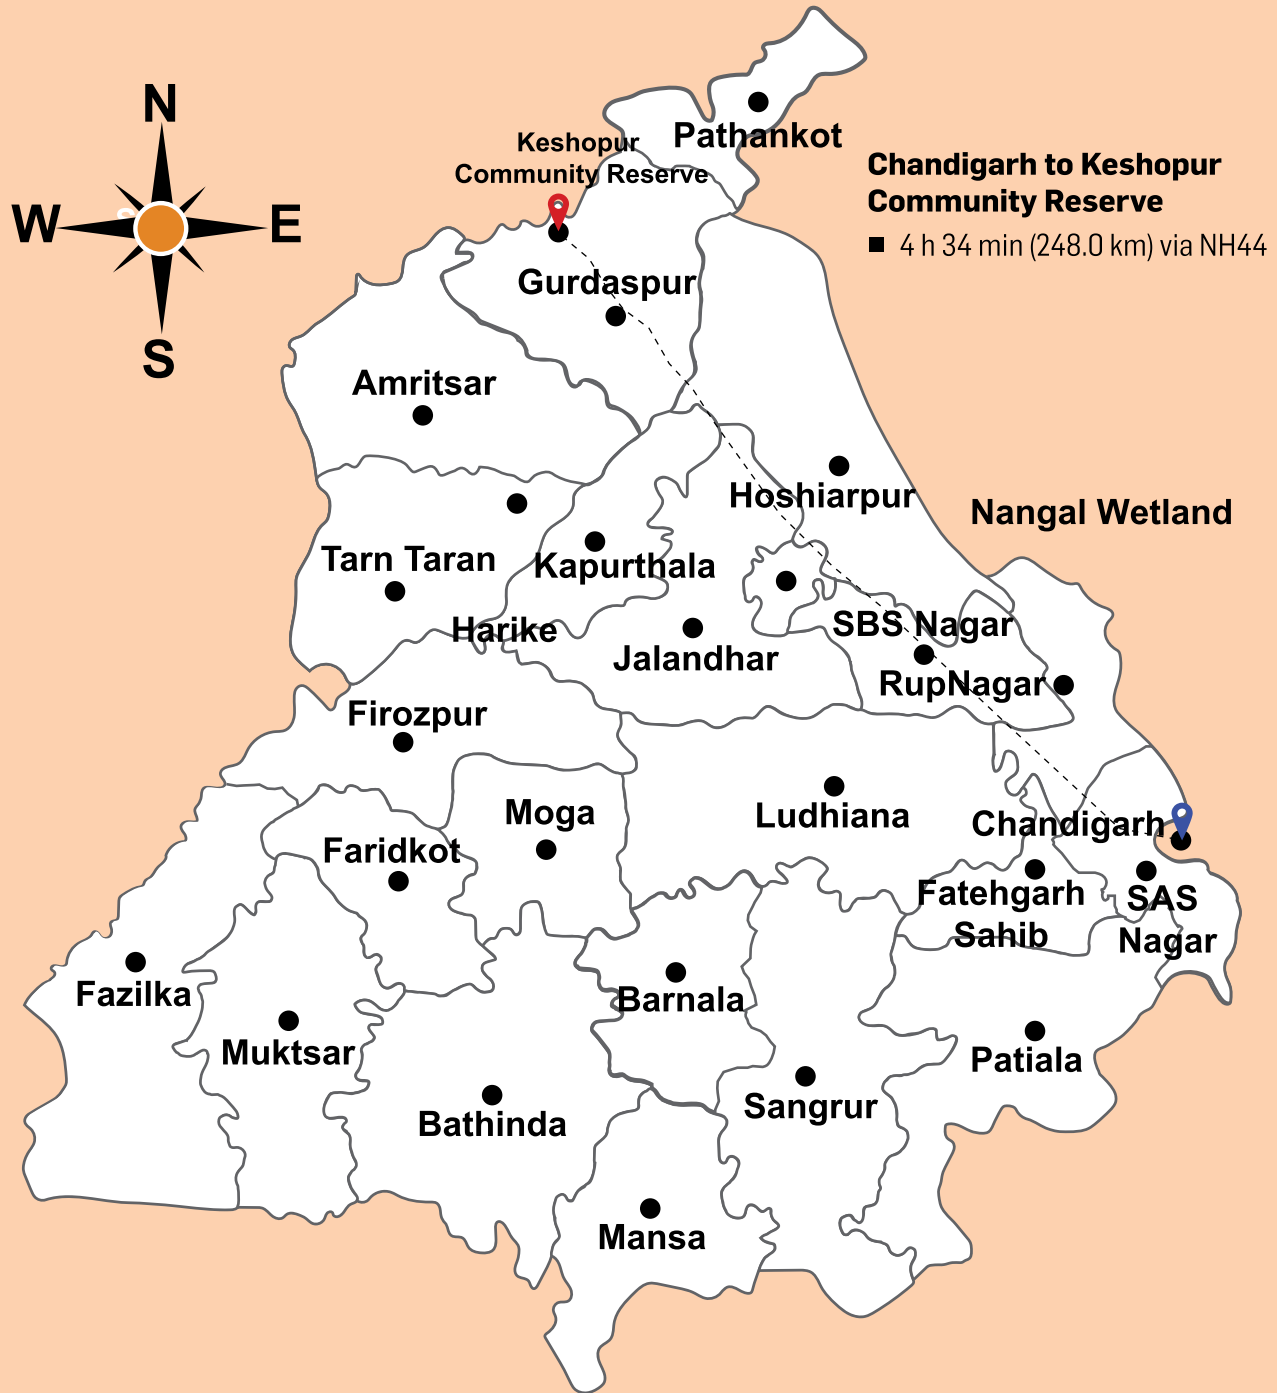 N
W
E
S
Pathankot
Keshopur
Community Reserve
Chandigarh to Keshopur
Community Reserve
4 h 34 min (248.0 km) via NH44
Gurdaspur
Amritsar
Hoshiarpur
Nangal Wetland
Tarn Taran
Kapurthala
Harike
SBS Nagar
Jalandhar
RupNagar
Firozpur
Moga
Ludhiana
Chandigarh
Faridkot
Fatehgarh
Sahib
SAS
Nagar
Fazilka
Barnala
Muktsar
Patiala
Sangrur
Bathinda
Mansa